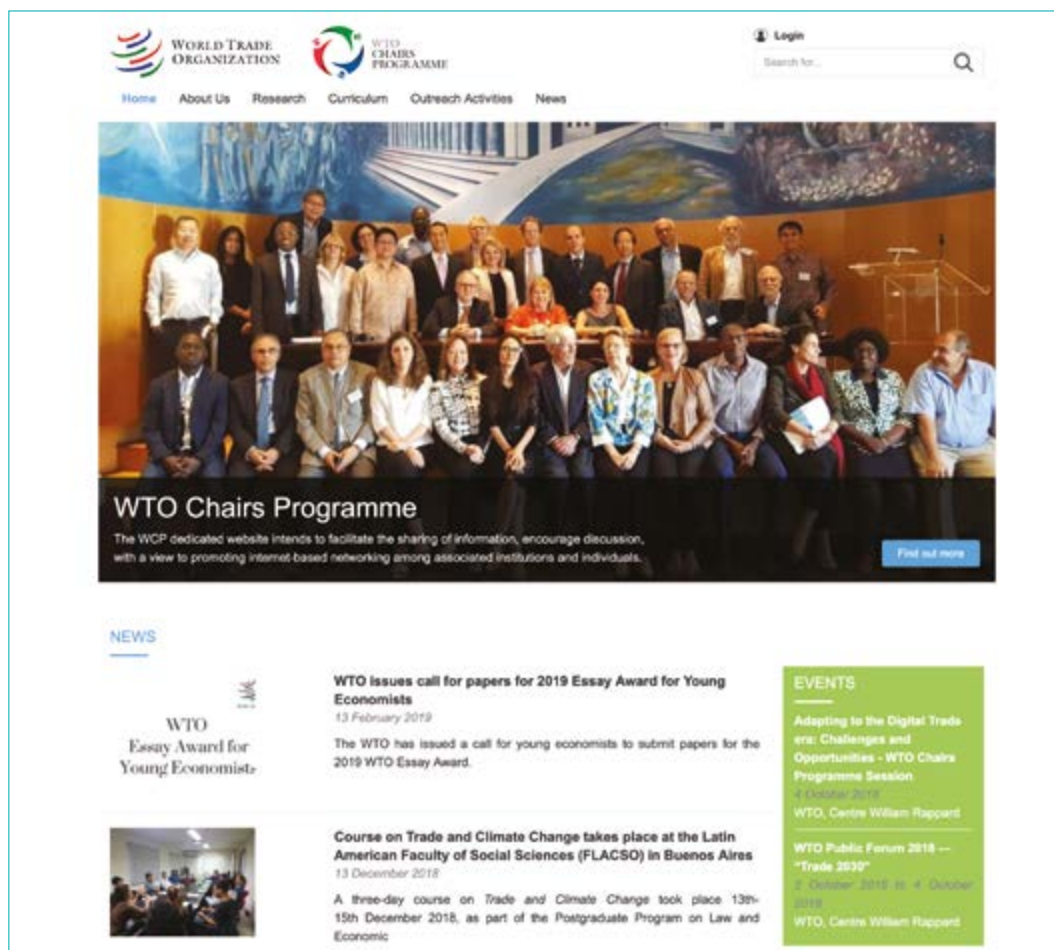 WORLD TRADE
ORGANIZATION
WTO
CHAIRS
PROGRAMME
Login
Search for...
Home About Us Research Curriculum Outreach Activities News
WTO Chairs Programme
The WCP dedicated website intends to facilitate the sharing of information, encourage discussion,
with a view to promoting internet-based networking among associated institutions and individuals.
Find out more
NEWS
WTO
Essay Award for
Young Economists
WTO issues call for papers for 2019 Essay Award for Young
Economists
13 February 2019
The WTO has issued a call for young economists to submit papers for the
2019 WTO Essay Award.
Course on Trade and Climate Change takes place at the Latin
American Faculty of Social Sciences (FLACSO) in Buenos Aires
13 December 2018
A three-day course on Trade and Climate Change took place 13th-
15th December 2018, as part of the Postgraduate Program on Law and
Economic
EVENTS
Adapting to the Digital Trade
era: Challenges and
Opportunities - WTO Chairs
Programme Session
4 October 2018
WTO, Centre William Rappard
WTO Public Forum 2018 —
"Trade 2030"
2 October 2018 to 4 October
2018
WTO, Centre William Rappard